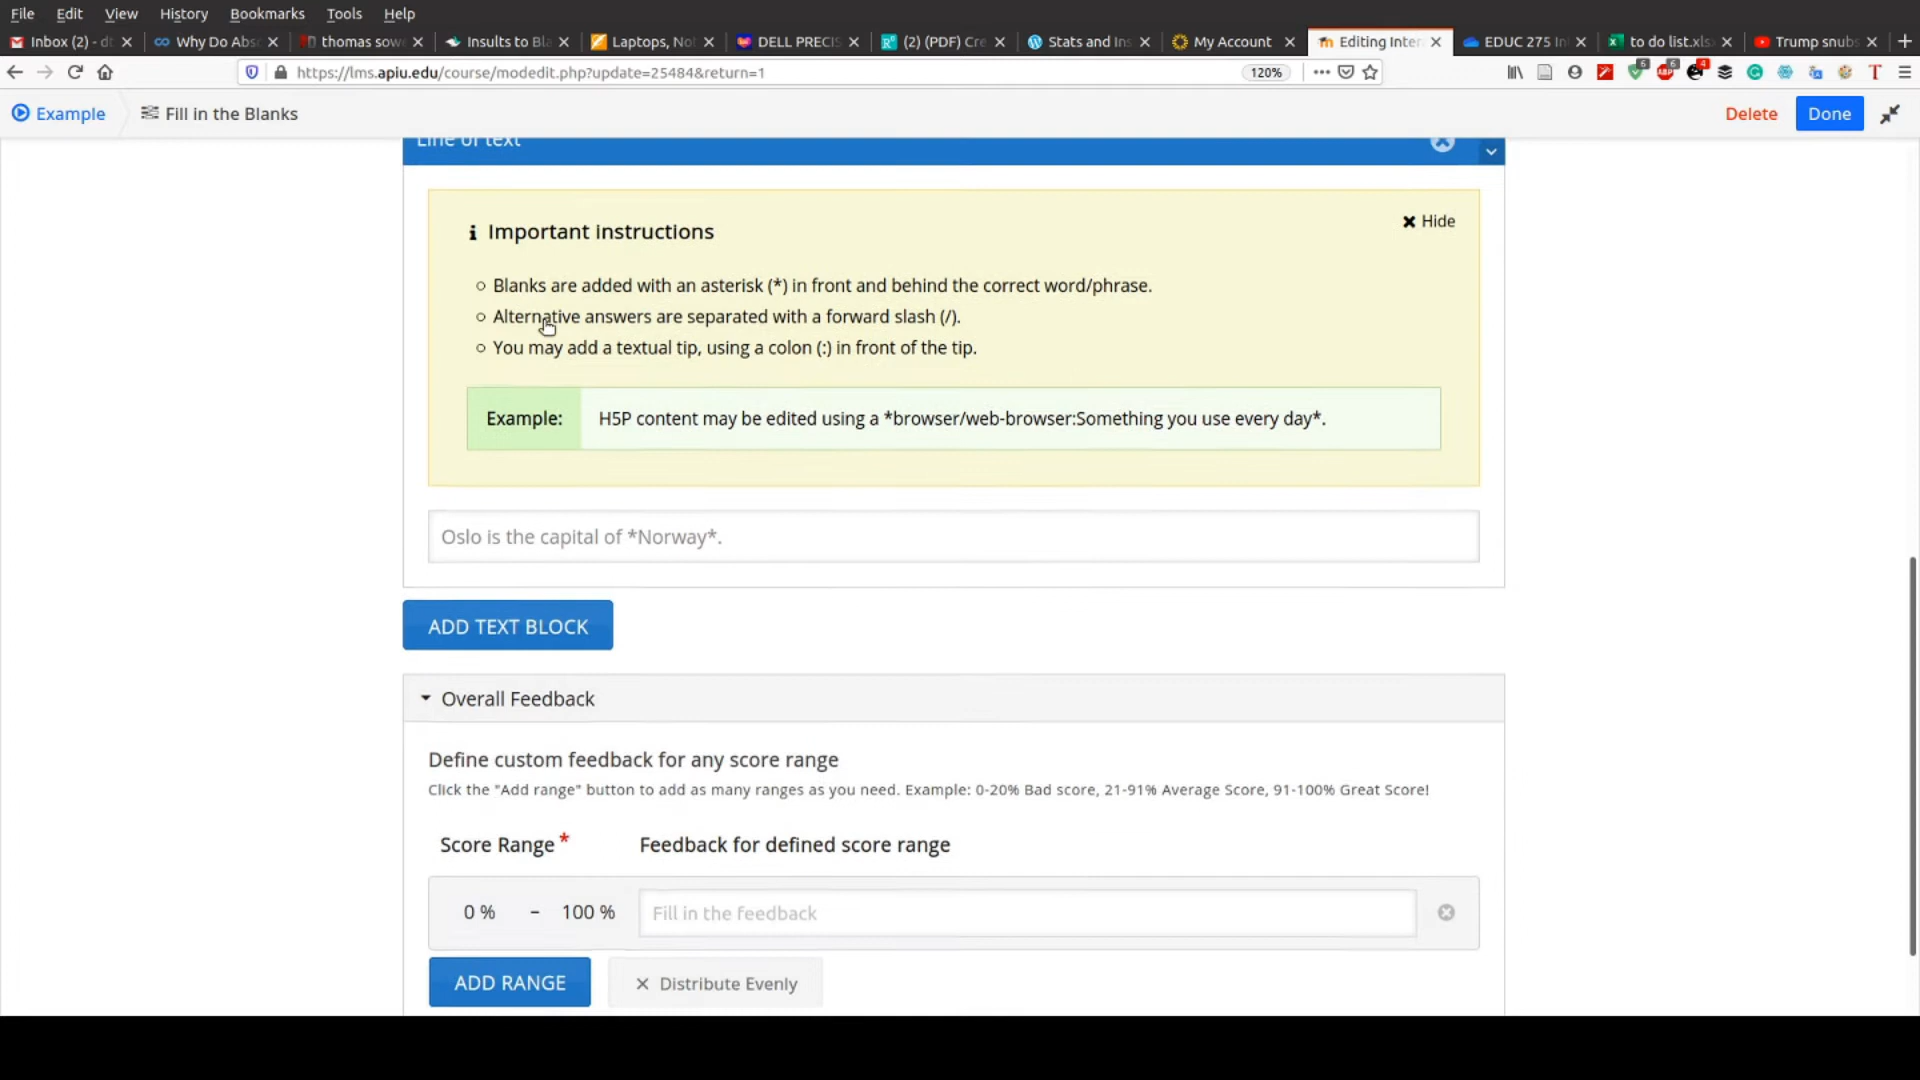 File Edit View History Bookmarks Tools Help
Inbox (2) - d
Why Do Abs
thomas sow
Insults to Bla
Laptops, No
DELL PRECIS
(2) (PDF) Cre
Stats and Ins
My Account
Editing Inter
EDUC 275 In
to do list.xls
Trump snubs
https://lms.apiu.edu/course/modedit.php?update=25484&return=1
120%
6 6 4
Example
Fill in the Blanks
Delete
Done
Line of text
Important instructions
Hide
Blanks are added with an asterisk (*) in front and behind the correct word/phrase.
Alternative answers are separated with a forward slash (/).
You may add a textual tip, using a colon (:) in front of the tip.
Example: H5P content may be edited using a *browser/web-browser:Something you use every day*.
Oslo is the capital of *Norway*.
ADD TEXT BLOCK
Overall Feedback
Define custom feedback for any score range
Click the "Add range" button to add as many ranges as you need. Example: 0-20% Bad score, 21-91% Average Score, 91-100% Great Score!
Score Range * Feedback for defined score range
0 % – 100 % Fill in the feedback
ADD RANGE
Distribute Evenly